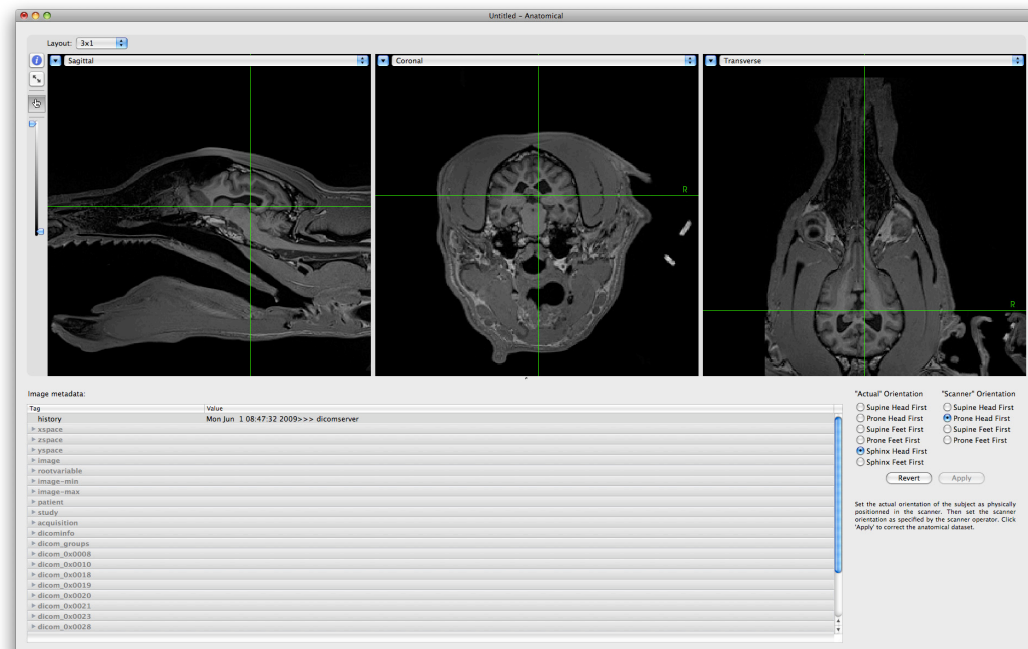 Untitled – Anatomical
Layout: 3x1
Sagittal
Coronal
Transverse
R
R
Image metadata:
Tag Value
history Mon Jun 1 08:47:32 2009>>> dicomserver
xspace
zspace
yspace
image
rootvariable
image-min
image-max
patient
study
acquisition
dicominfo
dicom_groups
dicom_0x0008
dicom_0x0010
dicom_0x0018
dicom_0x0019
dicom_0x0020
dicom_0x0021
dicom_0x0023
dicom_0x0028
"Actual" Orientation "Scanner" Orientation
Supine Head First Supine Head First
Prone Head First Prone Head First
Supine Feet First Supine Feet First
Prone Feet First Prone Feet First
Sphinx Head First
Sphinx Feet First
Revert Apply
Set the actual orientation of the subject as physically
positionned in the scanner. Then set the scanner
orientation as specified by the scanner operator. Click
'Apply' to correct the anatomical dataset.